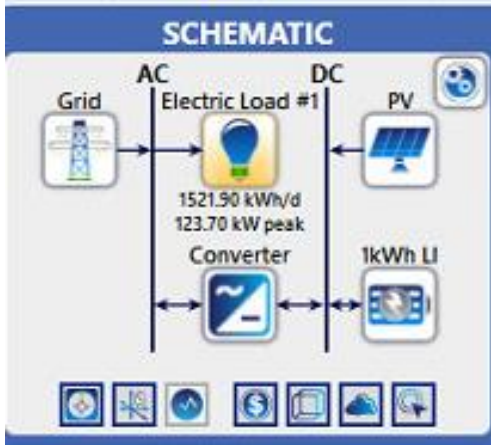 SCHEMATIC
AC DC
Grid Electric Load #1 PV
1521.90 kWh/d
123.70 kW peak
Converter 1kWh LI